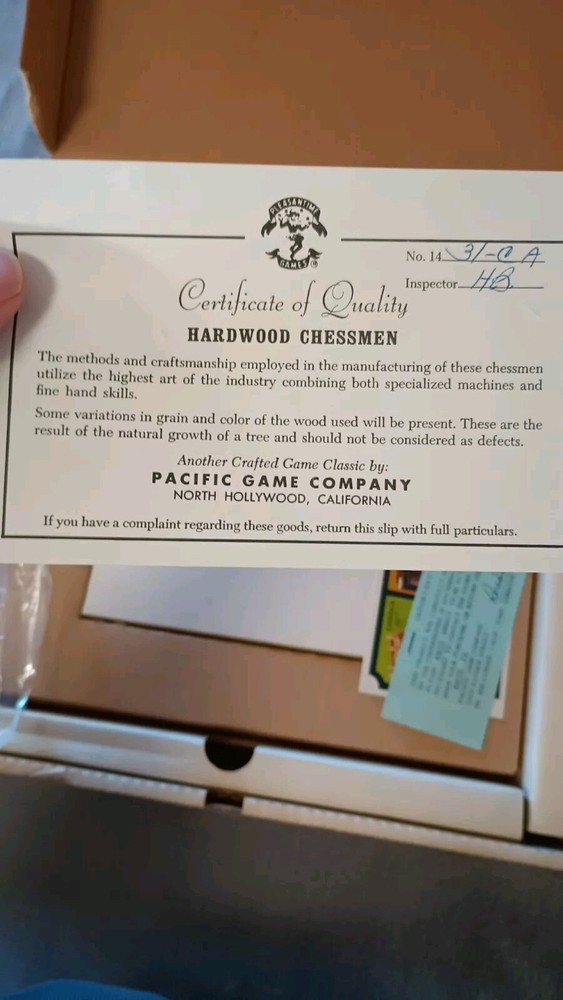 PLEASANTIME
GAMES ©
No. 14 31-CA
Inspector HB
Certificate of Quality
HARDWOOD CHESSMEN
The methods and craftsmanship employed in the manufacturing of these chessmen
utilize the highest art of the industry combining both specialized machines and
fine hand skills.
Some variations in grain and color of the wood used will be present. These are the
result of the natural growth of a tree and should not be considered as defects.
Another Crafted Game Classic by:
PACIFIC GAME COMPANY
NORTH HOLLYWOOD, CALIFORNIA
If you have a complaint regarding these goods, return this slip with full particulars.